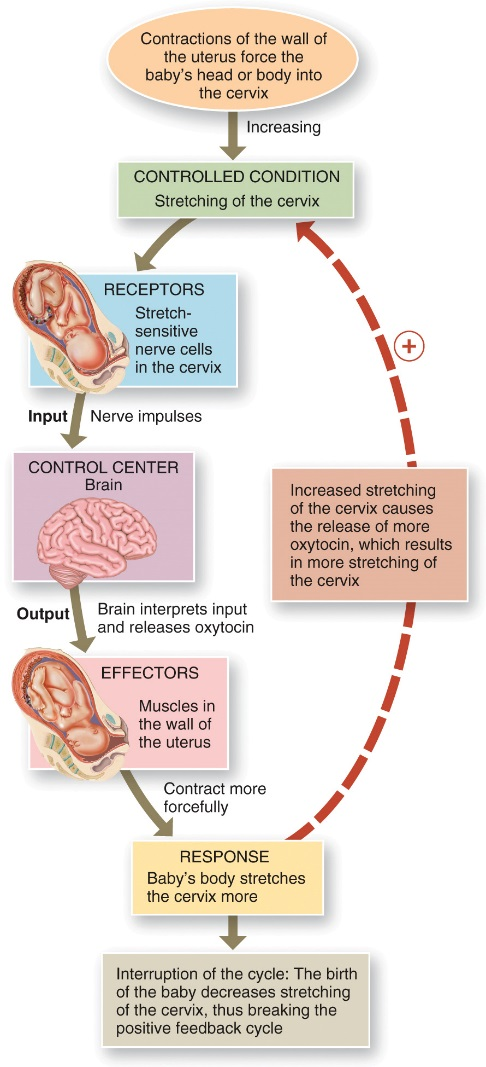 Contractions of the wall of
the uterus force the
baby's head or body into
the cervix
Increasing
CONTROLLED CONDITION
Stretching of the cervix
RECEPTORS
Stretch-
sensitive
nerve cells
in the cervix
+
Input
Nerve impulses
CONTROL CENTER
Brain
Increased stretching
of the cervix causes
the release of more
oxytocin, which results
in more stretching of
the cervix
Output
Brain interprets input
and releases oxytocin
EFFECTORS
Muscles in
the wall of
the uterus
Contract more
forcefully
RESPONSE
Baby's body stretches
the cervix more
Interruption of the cycle: The birth
of the baby decreases stretching
of the cervix, thus breaking the
positive feedback cycle